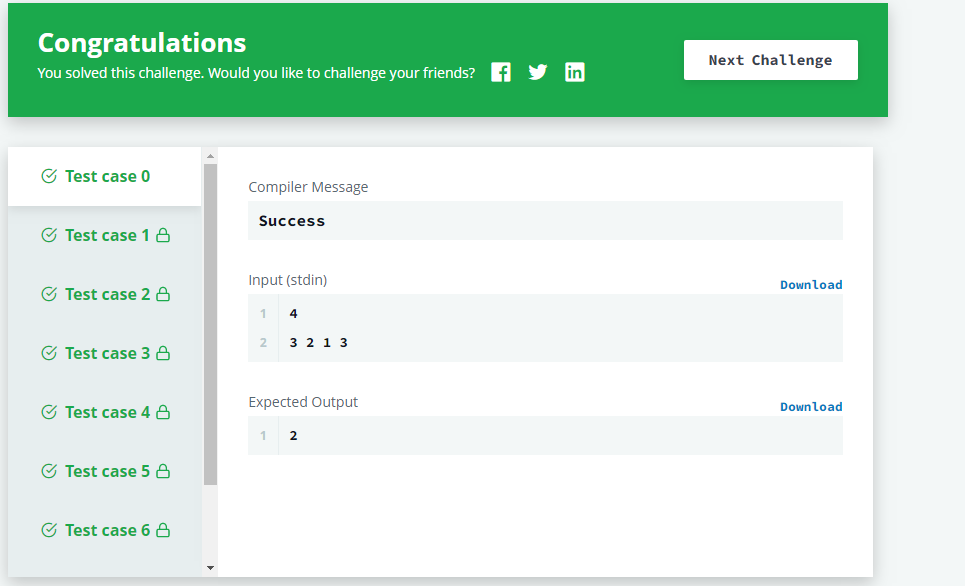 Congratulations
You solved this challenge. Would you like to challenge your friends?
Next Challenge
Test case 0
Test case 1
Test case 2
Test case 3
Test case 4
Test case 5
Test case 6
Compiler Message
Success
Input (stdin)
Download
1 4
2 3 2 1 3
Expected Output
Download
1 2